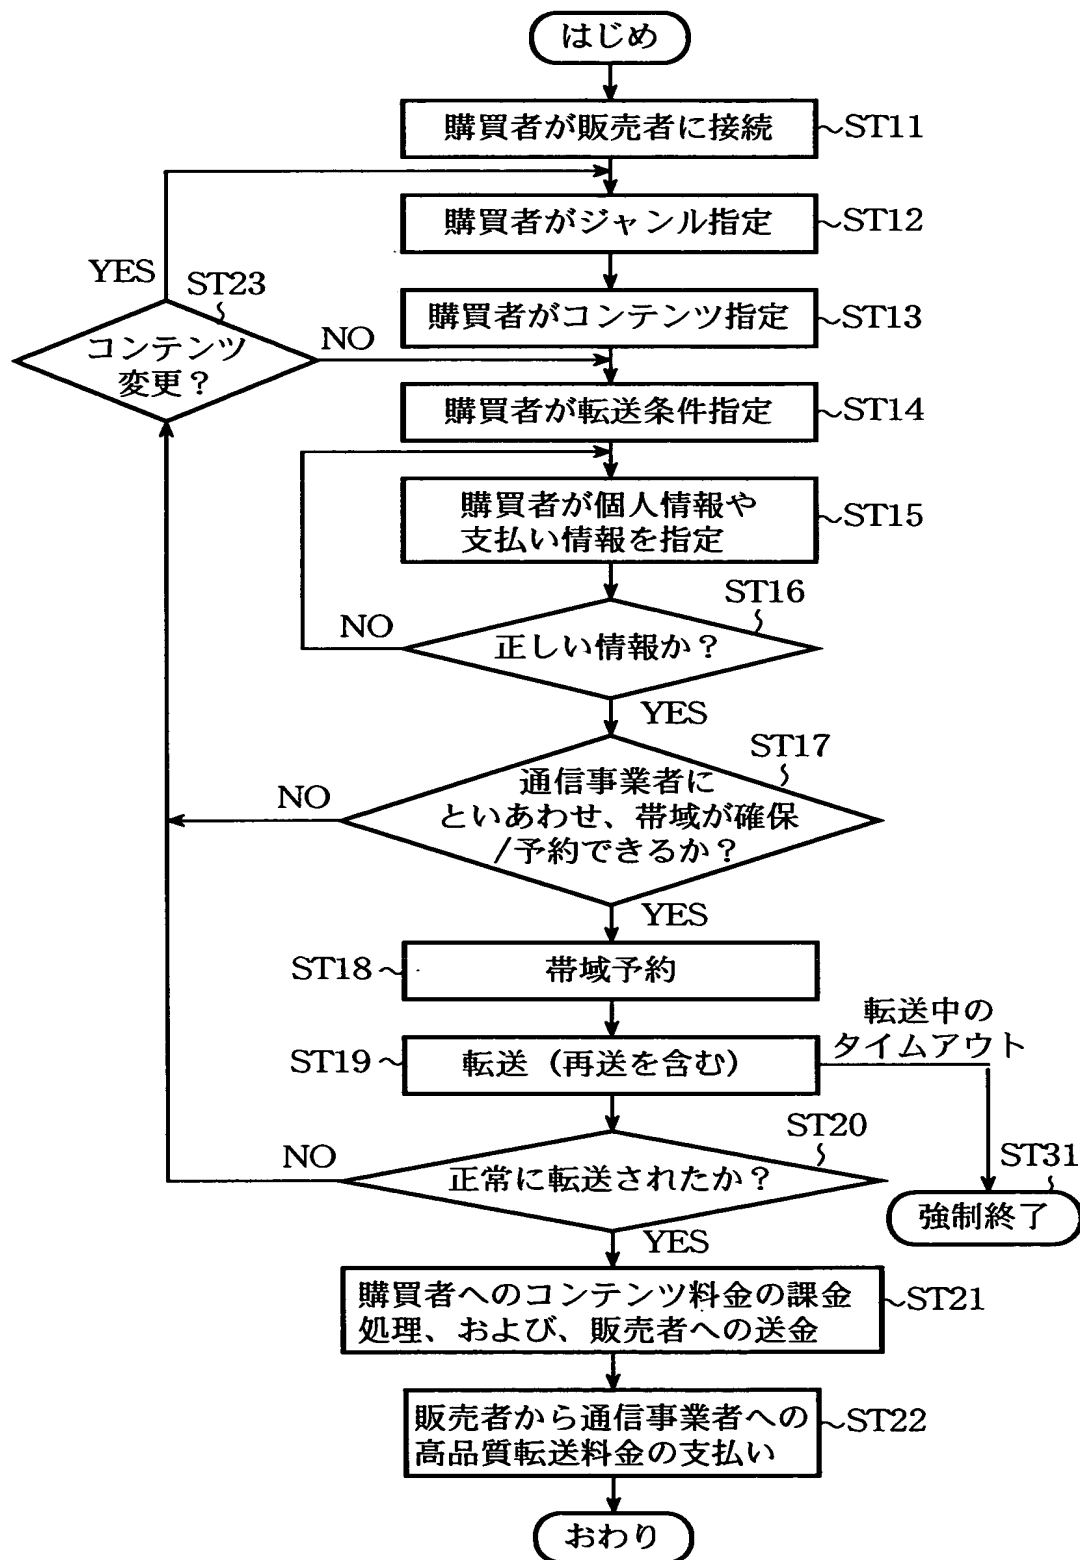 はじめ
購買者が販売者に接続
ST11
購買者がジャンル指定
ST12
YES
ST23
購買者がコンテンツ指定
ST13
コンテンツ
変更？
NO
購買者が転送条件指定
ST14
購買者が個人情報や
支払い情報を指定
ST15
ST16
NO
正しい情報か？
YES
ST17
通信事業者に
といあわせ、帯域が確保
/予約できるか？
NO
YES
ST18
帯域予約
転送中の
タイムアウト
ST19
転送（再送を含む）
ST20
NO
正常に転送されたか？
ST31
強制終了
YES
購買者へのコンテンツ料金の課金
処理、および、販売者への送金
ST21
販売者から通信事業者への
高品質転送料金の支払い
ST22
おわり